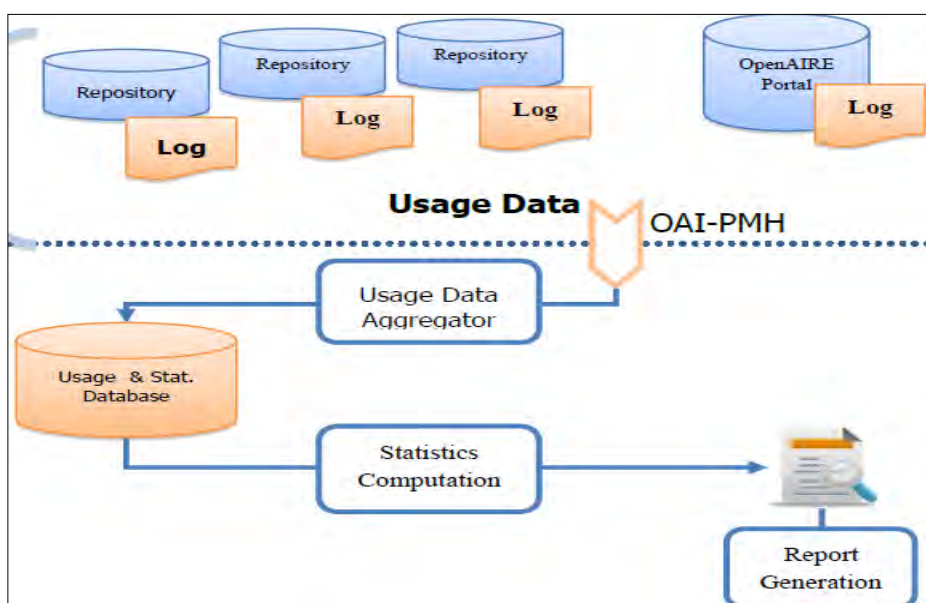 Repository
Repository
Repository
OpenAIRE
Portal
Log
Log
Log
Log
Usage Data
OAI-PMH
Usage Data
Aggregator
Usage & Stat.
Database
Statistics
Computation
Report
Generation